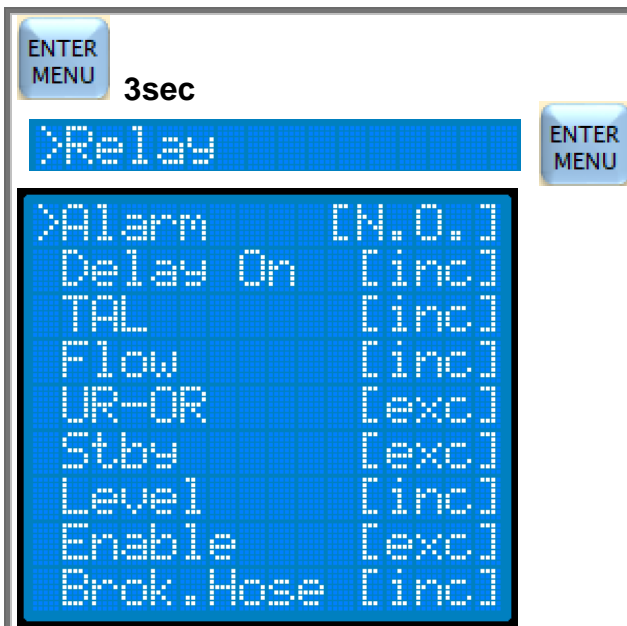 ENTER
MENU
3sec
>Relay
ENTER
MENU
>Alarm [N.O.]
Delay On [inc]
TAL [inc]
Flow [inc]
UR-OR [exc]
Stby [exc]
Level [inc]
Enable [exc]
Brok.Hose [inc]